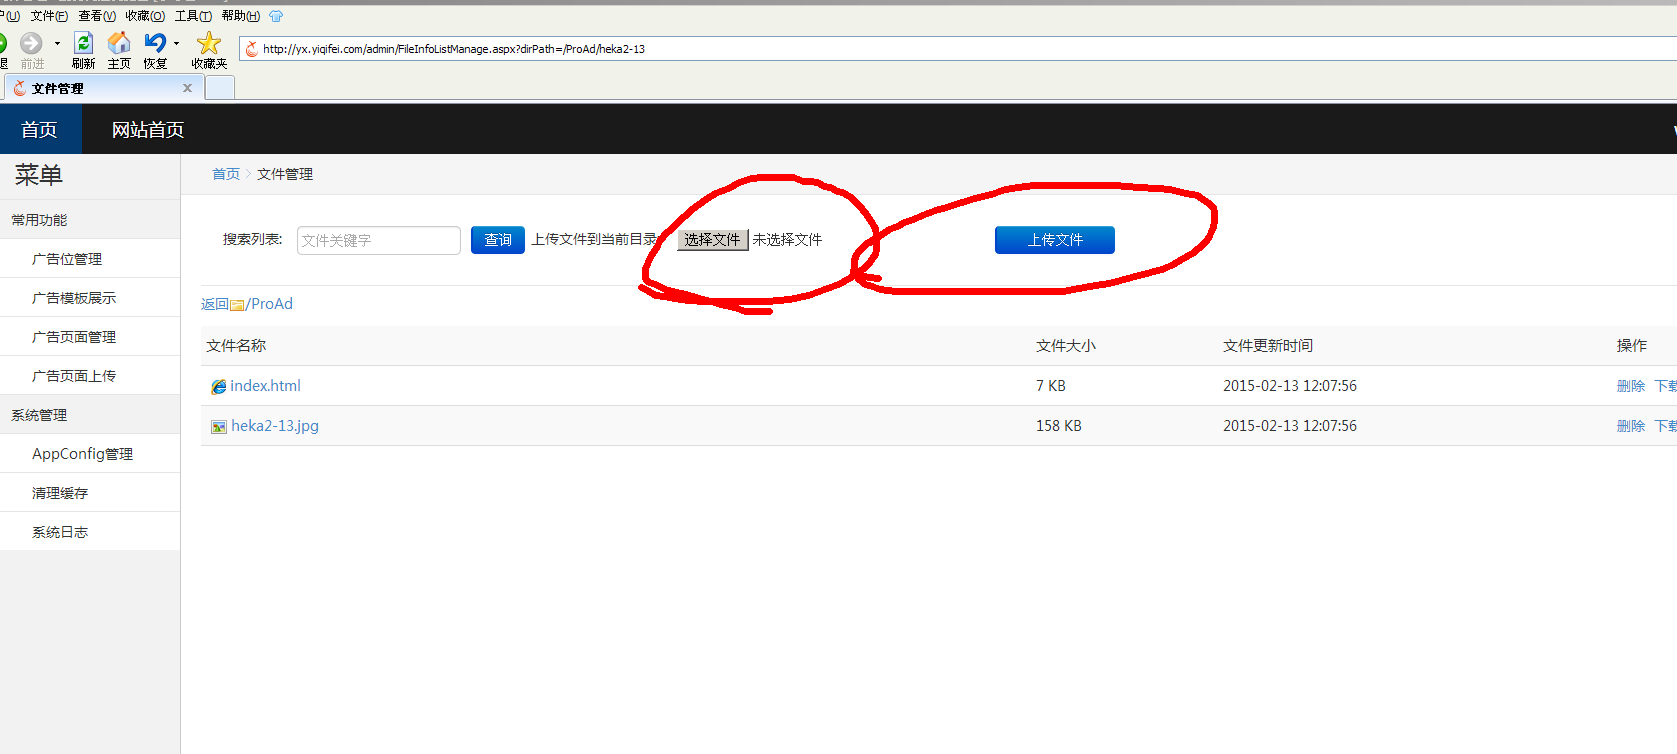 户(U) 文件(F) 查看(V) 收藏(O) 工具(T) 帮助(H)
退 前进 刷新 主页 恢复 收藏夹
http://yx.yiqifei.com/admin/FileInfoListManage.aspx?dirPath=/ProAd/heka2-13
文件管理 x
首页 网站首页
菜单
首页 > 文件管理
常用功能
搜索列表: 文件关键字 查询 上传文件到当前目录 选择文件 未选择文件 上传文件
广告位管理
广告模板展示
返回/ProAd
广告页面管理
文件名称 文件大小 文件更新时间 操作
广告页面上传
index.html 7 KB 2015-02-13 12:07:56 删除 下载
系统管理
heka2-13.jpg 158 KB 2015-02-13 12:07:56 删除 下载
AppConfig管理
清理缓存
系统日志